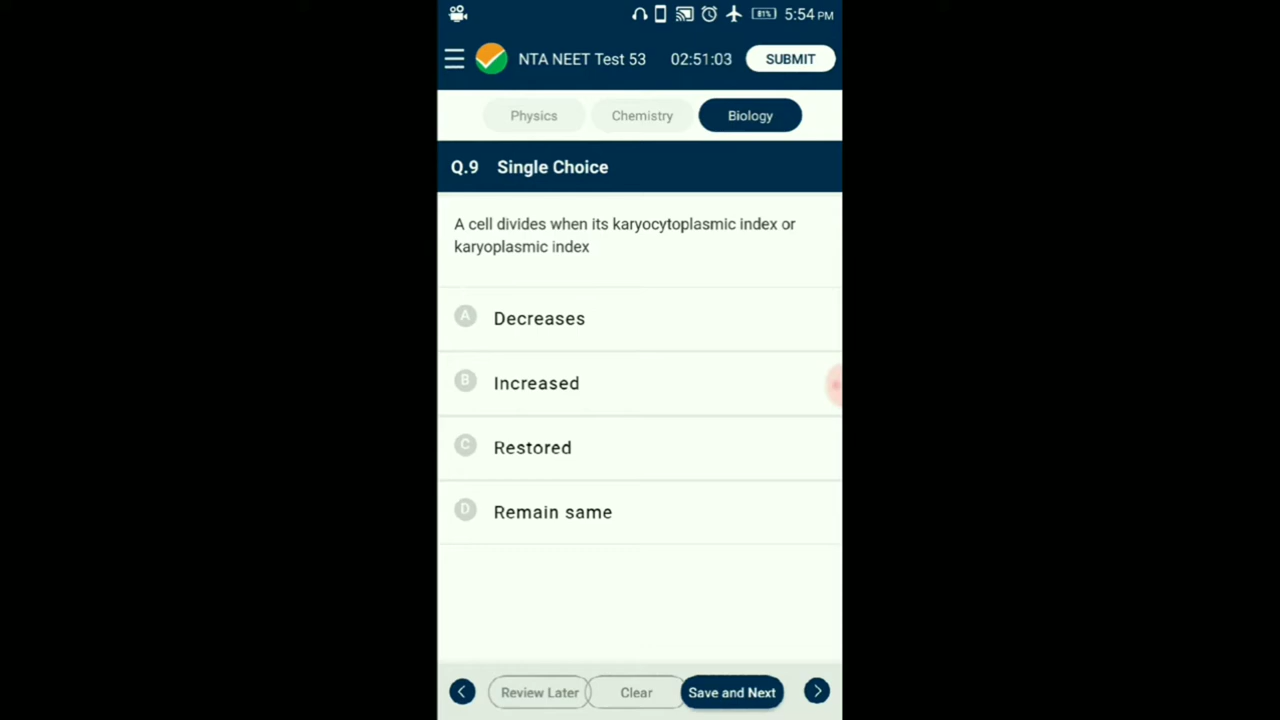 81% 5:54 PM
NTA NEET Test 53 02:51:03 SUBMIT
Physics Chemistry Biology
Q.9 Single Choice
A cell divides when its karyocytoplasmic index or
karyoplasmic index
A Decreases
B Increased
C Restored
D Remain same
Review Later Clear Save and Next